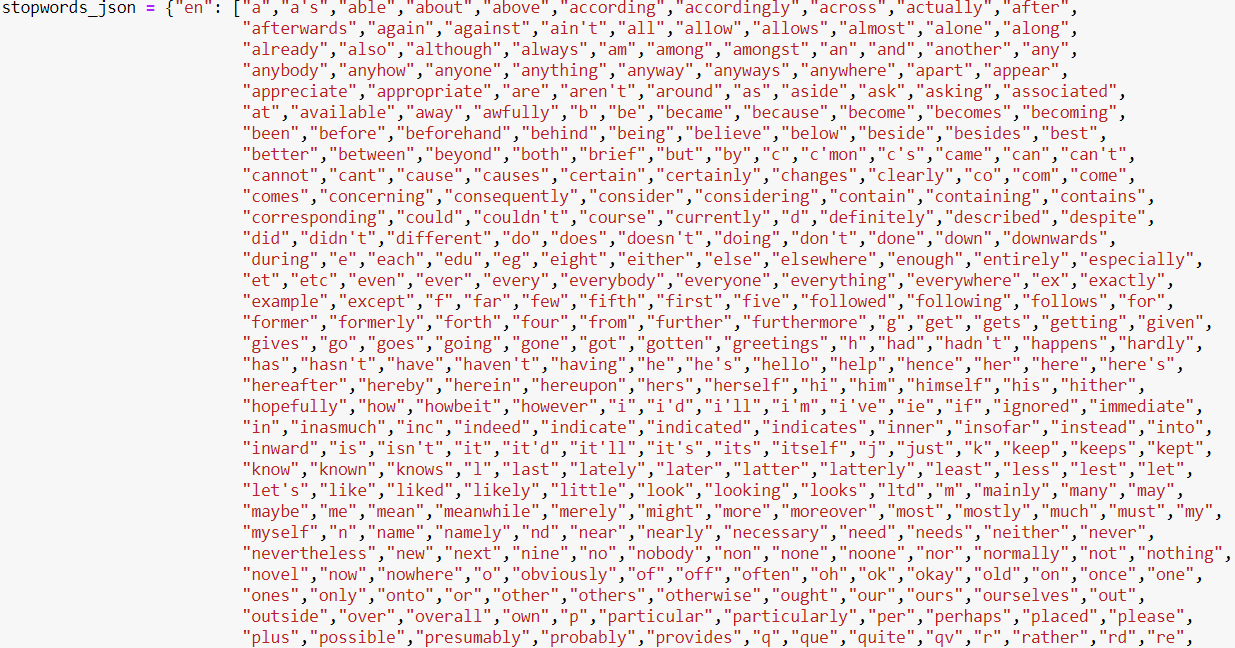 stopwords_json = {"en": ["a","a's","able","about","above","according","accordingly","across","actually","after",
"afterwards","again","against","ain't","all","allow","allows","almost","alone","along",
"already","also","although","always","am","among","amongst","an","and","another","any",
"anybody","anyhow","anyone","anything","anyway","anyways","anywhere","apart","appear",
"appreciate","appropriate","are","aren't","around","as","aside","ask","asking","associated",
"at","available","away","awfully","b","be","became","because","become","becomes","becoming",
"been","before","beforehand","behind","being","believe","below","beside","besides","best",
"better","between","beyond","both","brief","but","by","c","c'mon","c's","came","can","can't",
"cannot","cant","cause","causes","certain","certainly","changes","clearly","co","com","come",
"comes","concerning","consequently","consider","considering","contain","containing","contains",
"corresponding","could","couldn't","course","currently","d","definitely","described","despite",
"did","didn't","different","do","does","doesn't","doing","don't","done","down","downwards",
"during","e","each","edu","eg","eight","either","else","elsewhere","enough","entirely","especially",
"et","etc","even","ever","every","everybody","everyone","everything","everywhere","ex","exactly",
"example","except","f","far","few","fifth","first","five","followed","following","follows","for",
"former","formerly","forth","four","from","further","furthermore","g","get","gets","getting","given",
"gives","go","goes","going","gone","got","gotten","greetings","h","had","hadn't","happens","hardly",
"has","hasn't","have","haven't","having","he","he's","hello","help","hence","her","here","here's",
"hereafter","hereby","herein","hereupon","hers","herself","hi","him","himself","his","hither",
"hopefully","how","howbeit","however","i","i'd","i'll","i'm","i've","ie","if","ignored","immediate",
"in","inasmuch","inc","indeed","indicate","indicated","indicates","inner","insofar","instead","into",
"inward","is","isn't","it","it'd","it'll","it's","its","itself","j","just","k","keep","keeps","kept",
"know","known","knows","l","last","lately","later","latter","latterly","least","less","lest","let",
"let's","like","liked","likely","little","look","looking","looks","ltd","m","mainly","many","may",
"maybe","me","mean","meanwhile","merely","might","more","moreover","most","mostly","much","must","my",
"myself","n","name","namely","nd","near","nearly","necessary","need","needs","neither","never",
"nevertheless","new","next","nine","no","nobody","non","none","noone","nor","normally","not","nothing",
"novel","now","nowhere","o","obviously","of","off","often","oh","ok","okay","old","on","once","one",
"ones","only","onto","or","other","others","otherwise","ought","our","ours","ourselves","out",
"outside","over","overall","own","p","particular","particularly","per","perhaps","placed","please",
"plus","possible","presumably","probably","provides","q","que","quite","qv","r","rather","rd","re",